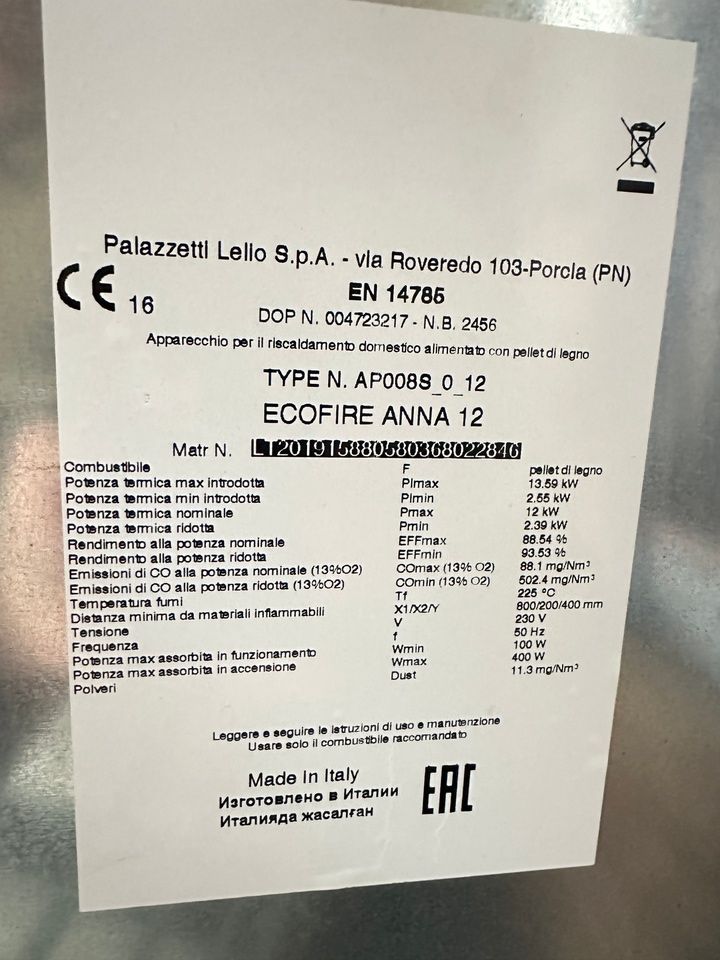 Palazzetti Lello S.p.A. - via Roveredo 103-Porcia (PN)
CE 16
EN 14785
DOP N. 004723217 - N.B. 2456
Apparecchio per il riscaldamento domestico alimentato con pellet di legno
TYPE N. AP008S_0_12
ECOFIRE ANNA 12
Matr N. LT201915880580368022846
Combustibile F pellet di legno
Potenza termica max introdotta PImax 13.59 kW
Potenza termica min introdotta PImin 2.55 kW
Potenza termica nominale Pmax 12 kW
Potenza termica ridotta Pmin 2.39 kW
Rendimento alla potenza nominale EFFmax 88.54 %
Rendimento alla potenza ridotta EFFmin 93.53 %
Emissioni di CO alla potenza nominale (13%O2) COmax (13% O2) 88.1 mg/Nm³
Emissioni di CO alla potenza ridotta (13%O2) COmin (13% O2) 502.4 mg/Nm³
Temperatura fumi Tf 225 °C
Distanza minima da materiali infiammabili X1/X2/Y 800/200/400 mm
Tensione V 230 V
Frequenza f 50 Hz
Potenza max assorbita in funzionamento Wmin 100 W
Potenza max assorbita in accensione Wmax 400 W
Polveri Dust 11.3 mg/Nm³
Leggere e seguire le istruzioni di uso e manutenzione
Usare solo il combustibile raccomandato
Made In Italy
Изготовлено в Италии
Италияда жасалған
EAC